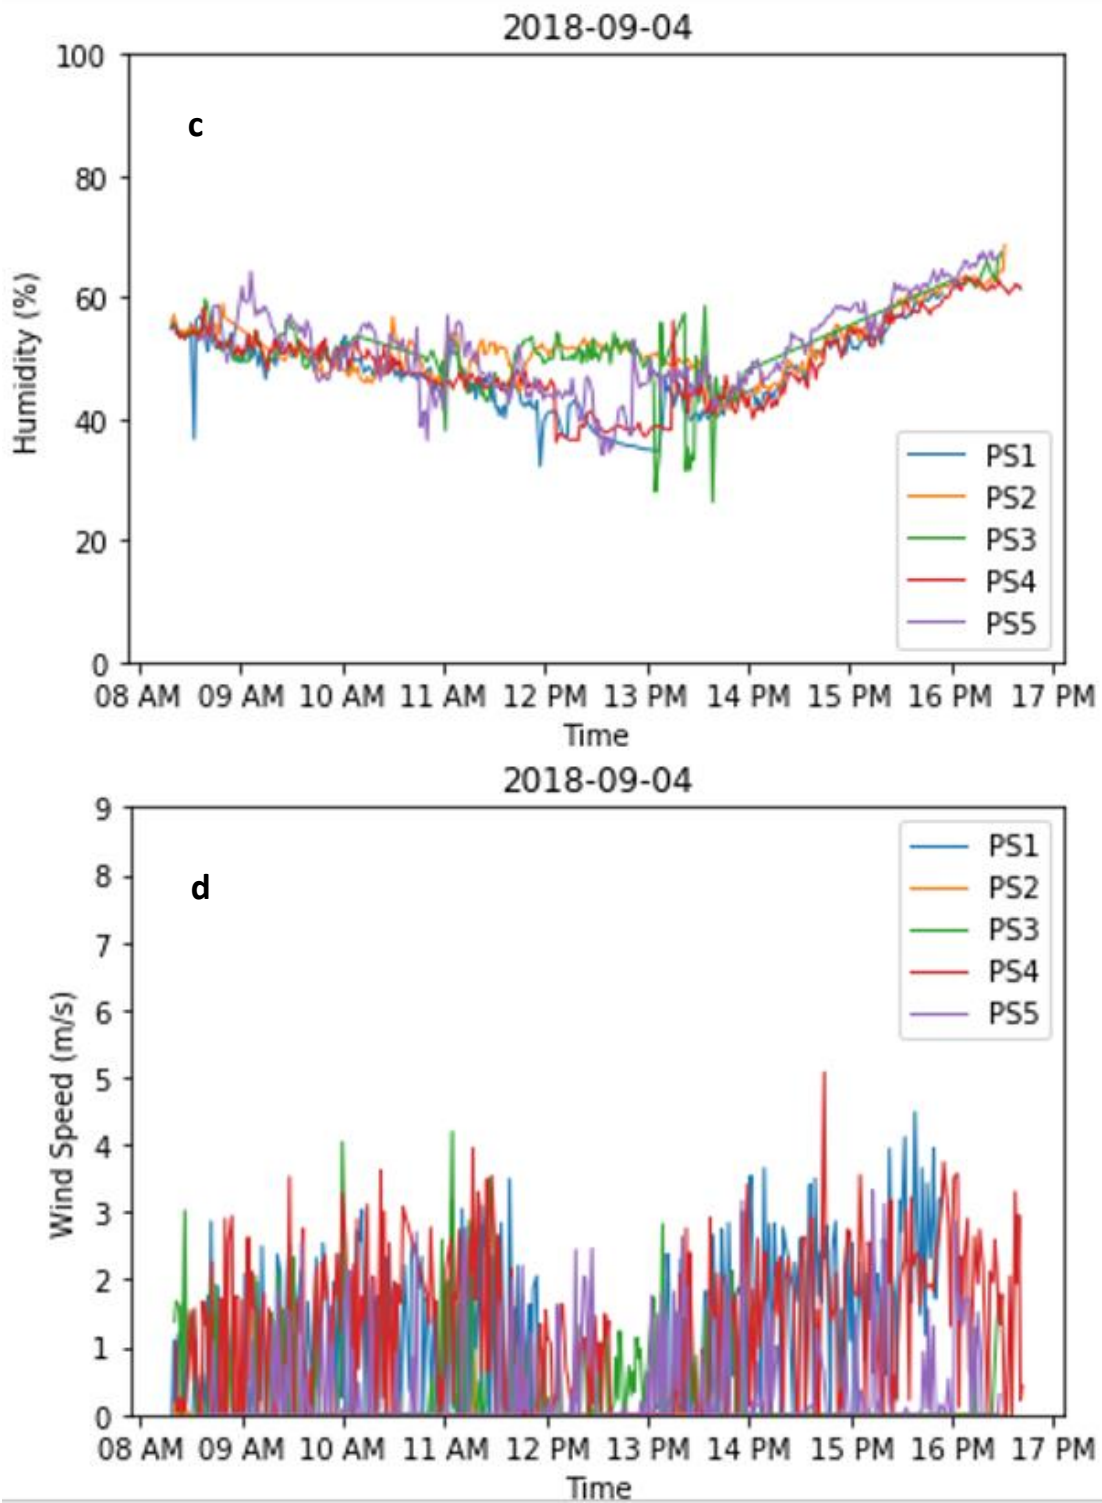 2018-09-04
100
c
80
Humidity (%)
60
40
PS1
PS2
20
PS3
PS4
PS5
0
08 AM 09 AM 10 AM 11 AM 12 PM 13 PM 14 PM 15 PM 16 PM 17 PM
Time
2018-09-04
9
PS1
8
d
PS2
7
PS3
PS4
6
PS5
Wind Speed (m/s)
5
4
3
2
1
0
08 AM 09 AM 10 AM 11 AM 12 PM 13 PM 14 PM 15 PM 16 PM 17 PM
Time